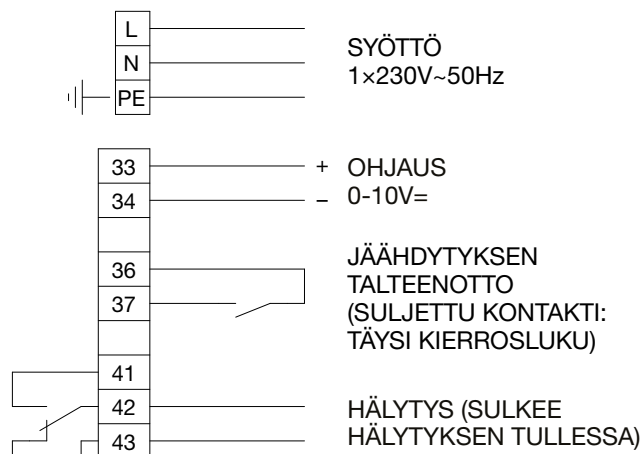 L
N
PE
SYÖTTÖ
1×230V~50Hz
33
34
+ OHJAUS
– 0-10V=
36
37
JÄÄHDYTYKSEN
TALTEENOTTO
(SULJETTU KONTAKTI:
TÄYSI KIERROSLUKU)
41
42
43
HÄLYTYS (SULKEE
HÄLYTYKSEN TULLESSA)